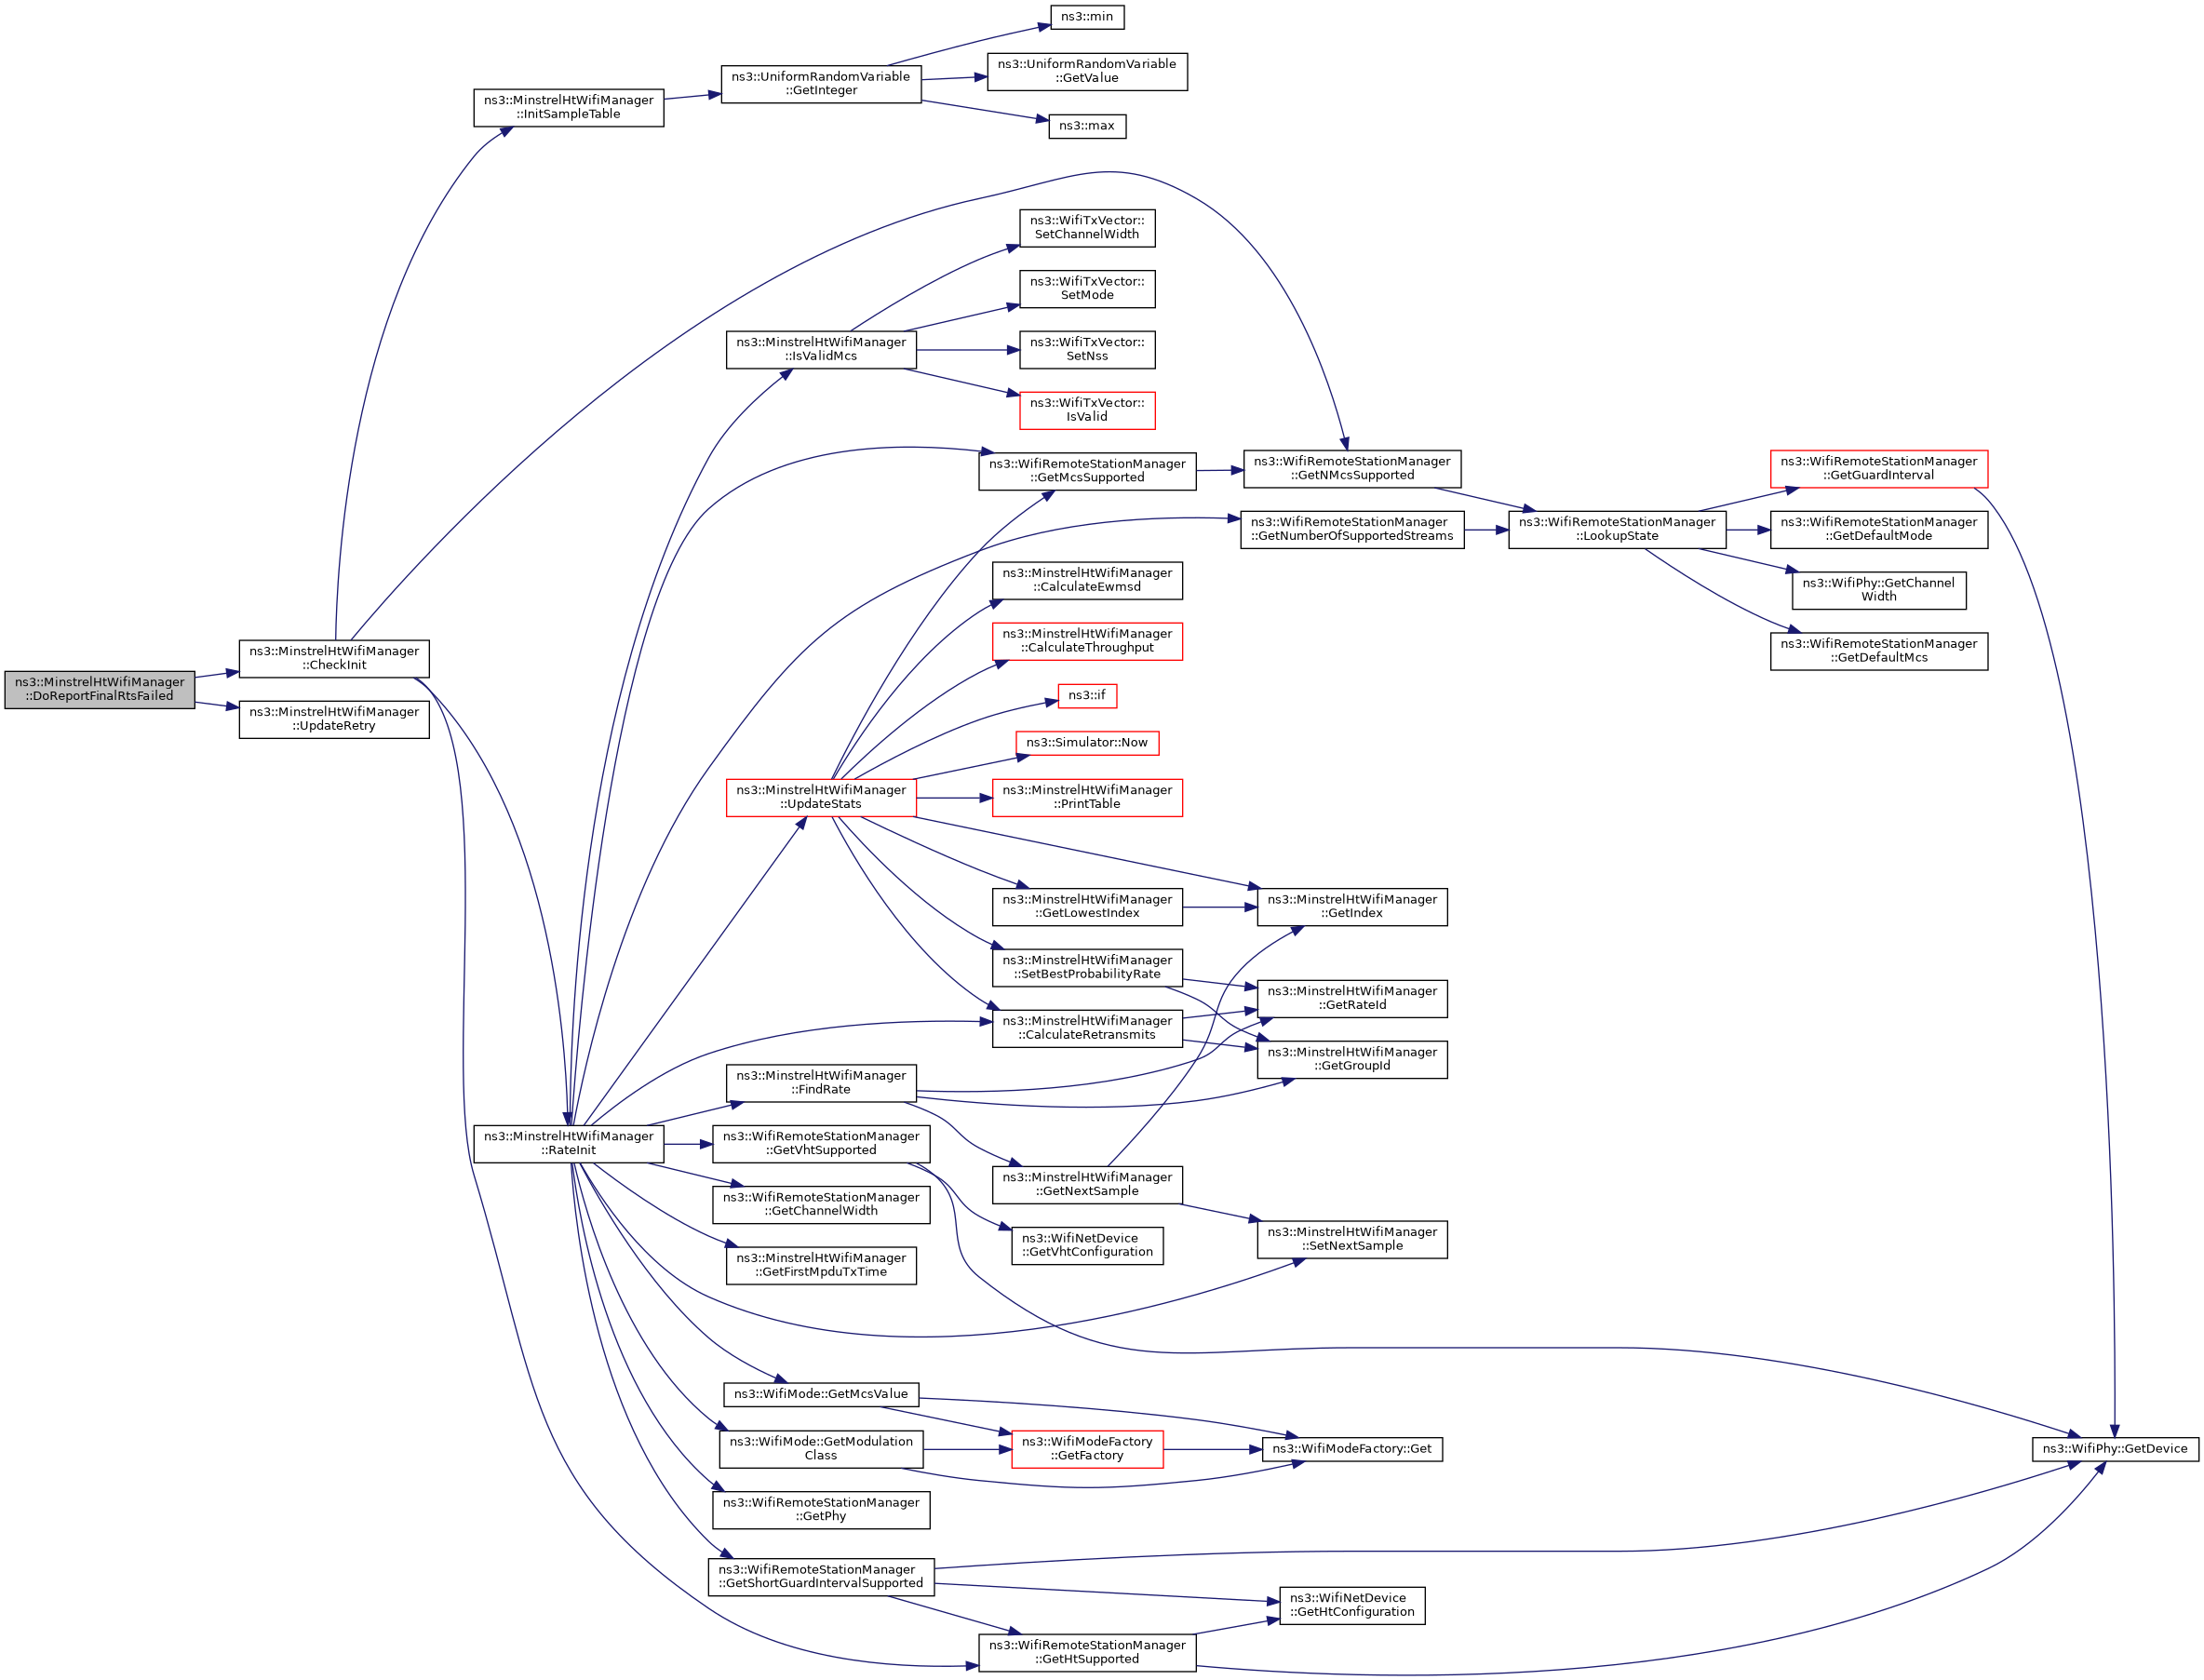 ns3::min
ns3::UniformRandomVariable
::GetInteger
ns3::UniformRandomVariable
::GetValue
ns3::MinstrelHtWifiManager
::InitSampleTable
ns3::max
ns3::WifiTxVector::
SetChannelWidth
ns3::WifiTxVector::
SetMode
ns3::MinstrelHtWifiManager
::IsValidMcs
ns3::WifiTxVector::
SetNss
ns3::WifiTxVector::
IsValid
ns3::WifiRemoteStationManager
::GetMcsSupported
ns3::WifiRemoteStationManager
::GetNMcsSupported
ns3::WifiRemoteStationManager
::GetGuardInterval
ns3::WifiRemoteStationManager
::GetNumberOfSupportedStreams
ns3::WifiRemoteStationManager
::LookupState
ns3::WifiRemoteStationManager
::GetDefaultMode
ns3::MinstrelHtWifiManager
::CalculateEwmsd
ns3::WifiPhy::GetChannel
Width
ns3::MinstrelHtWifiManager
::CalculateThroughput
ns3::WifiRemoteStationManager
::GetDefaultMcs
ns3::MinstrelHtWifiManager
::CheckInit
ns3::MinstrelHtWifiManager
::DoReportFinalRtsFailed
ns3::MinstrelHtWifiManager
::UpdateRetry
ns3::if
ns3::Simulator::Now
ns3::MinstrelHtWifiManager
::UpdateStats
ns3::MinstrelHtWifiManager
::PrintTable
ns3::MinstrelHtWifiManager
::GetLowestIndex
ns3::MinstrelHtWifiManager
::GetIndex
ns3::MinstrelHtWifiManager
::SetBestProbabilityRate
ns3::MinstrelHtWifiManager
::GetRateId
ns3::MinstrelHtWifiManager
::CalculateRetransmits
ns3::MinstrelHtWifiManager
::GetGroupId
ns3::MinstrelHtWifiManager
::FindRate
ns3::MinstrelHtWifiManager
::RateInit
ns3::WifiRemoteStationManager
::GetVhtSupported
ns3::MinstrelHtWifiManager
::GetNextSample
ns3::WifiRemoteStationManager
::GetChannelWidth
ns3::WifiNetDevice
::GetVhtConfiguration
ns3::MinstrelHtWifiManager
::SetNextSample
ns3::MinstrelHtWifiManager
::GetFirstMpduTxTime
ns3::WifiMode::GetMcsValue
ns3::WifiMode::GetModulation
Class
ns3::WifiModeFactory
::GetFactory
ns3::WifiModeFactory::Get
ns3::WifiPhy::GetDevice
ns3::WifiRemoteStationManager
::GetPhy
ns3::WifiRemoteStationManager
::GetShortGuardIntervalSupported
ns3::WifiNetDevice
::GetHtConfiguration
ns3::WifiRemoteStationManager
::GetHtSupported